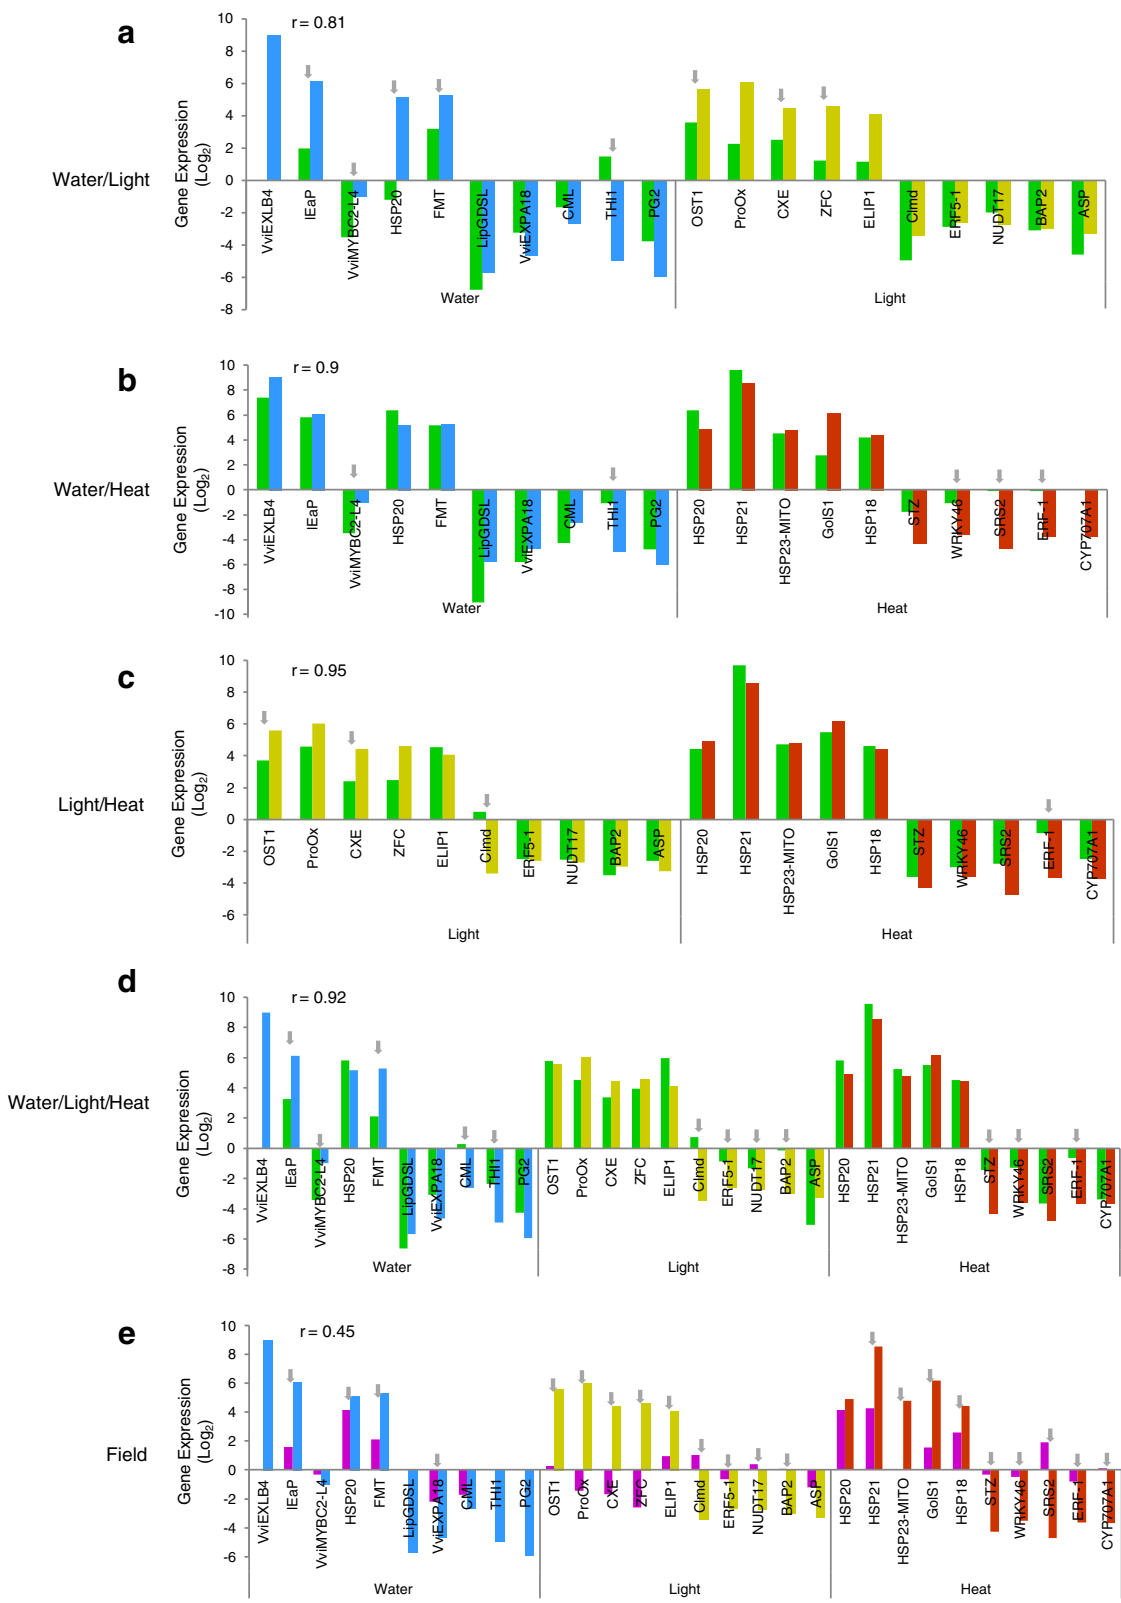 a
r = 0.81
Water/Light
Gene Expression
(Log2)
10
8
6
4
2
0
-2
-4
-6
-8
VviEXLB4
IEaP
VviMYBC2-L4
HSP20
FMT
LipGDSL
VviEXPA18
CML
THI1
PG2
OST1
ProOx
CXE
ZFC
ELIP1
Clmd
ERF5-1
NUDT17
BAP2
ASP
Water
Light
b
r = 0.9
Water/Heat
Gene Expression
(Log2)
10
8
6
4
2
0
-2
-4
-6
-8
-10
VviEXLB4
IEaP
VviMYBC2-L4
HSP20
FMT
LipGDSL
VviEXPA18
CML
THI1
PG2
HSP20
HSP21
HSP23-MITO
GolS1
HSP18
STZ
WRKY46
SRS2
ERF-1
CYP707A1
Water
Heat
c
r = 0.95
Light/Heat
Gene Expression
(Log2)
10
8
6
4
2
0
-2
-4
-6
OST1
ProOx
CXE
ZFC
ELIP1
Clmd
ERF5-1
NUDT17
BAP2
ASP
HSP20
HSP21
HSP23-MITO
GolS1
HSP18
STZ
WRKY46
SRS2
ERF-1
CYP707A1
Light
Heat
d
r = 0.92
Water/Light/Heat
Gene Expression
(Log2)
10
8
6
4
2
0
-2
-4
-6
-8
VviEXLB4
IEaP
VviMYBC2-L4
HSP20
FMT
LipGDSL
VviEXPA18
CML
THI1
PG2
OST1
ProOx
CXE
ZFC
ELIP1
Clmd
ERF5-1
NUDT17
BAP2
ASP
HSP20
HSP21
HSP23-MITO
GolS1
HSP18
STZ
WRKY46
SRS2
ERF-1
CYP707A1
Water
Light
Heat
e
r = 0.45
Field
Gene Expression
(Log2)
10
8
6
4
2
0
-2
-4
-6
VviEXLB4
IEaP
VviMYBC2-L4
HSP20
FMT
LipGDSL
VviEXPA18
CML
THI1
PG2
OST1
ProOx
CXE
ZFC
ELIP1
Clmd
ERF5-1
NUDT17
BAP2
ASP
HSP20
HSP21
HSP23-MITO
GolS1
HSP18
STZ
WRKY46
SRS2
ERF-1
CYP707A1
Water
Light
Heat